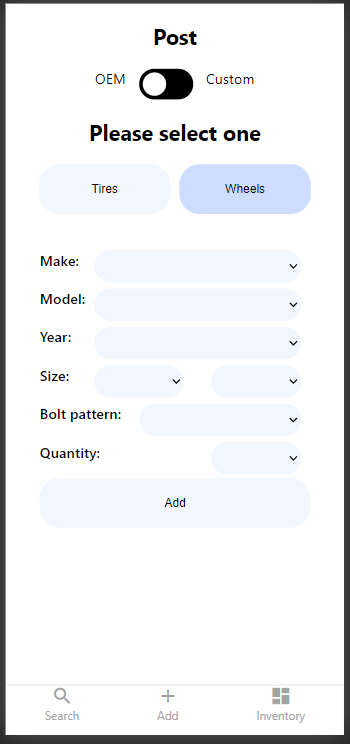 Post
OEM Custom
Please select one
Tires Wheels
Make:
Model:
Year:
Size:
Bolt pattern:
Quantity:
Add
Search Add Inventory